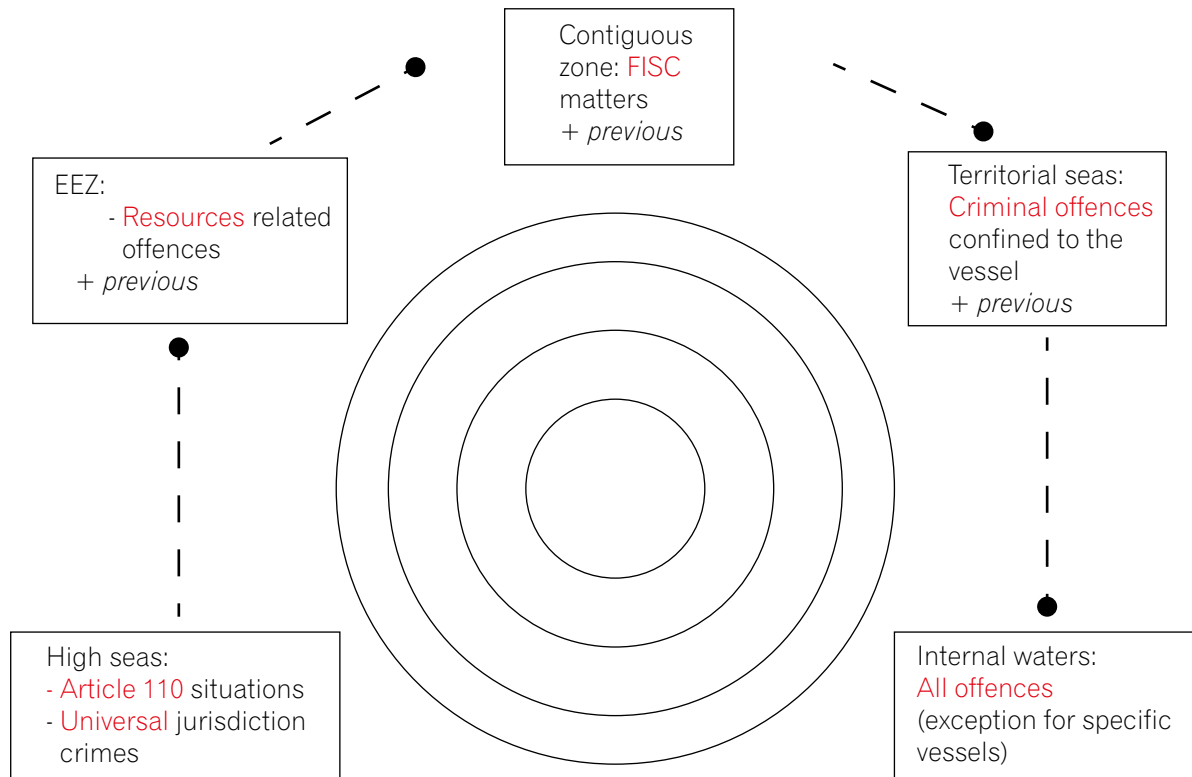 Contiguous
zone: FISC
matters
+ previous
EEZ:
- Resources related
offences
+ previous
Territorial seas:
Criminal offences
confined to the
vessel
+ previous
High seas:
- Article 110 situations
- Universal jurisdiction
crimes
Internal waters:
All offences
(exception for specific
vessels)